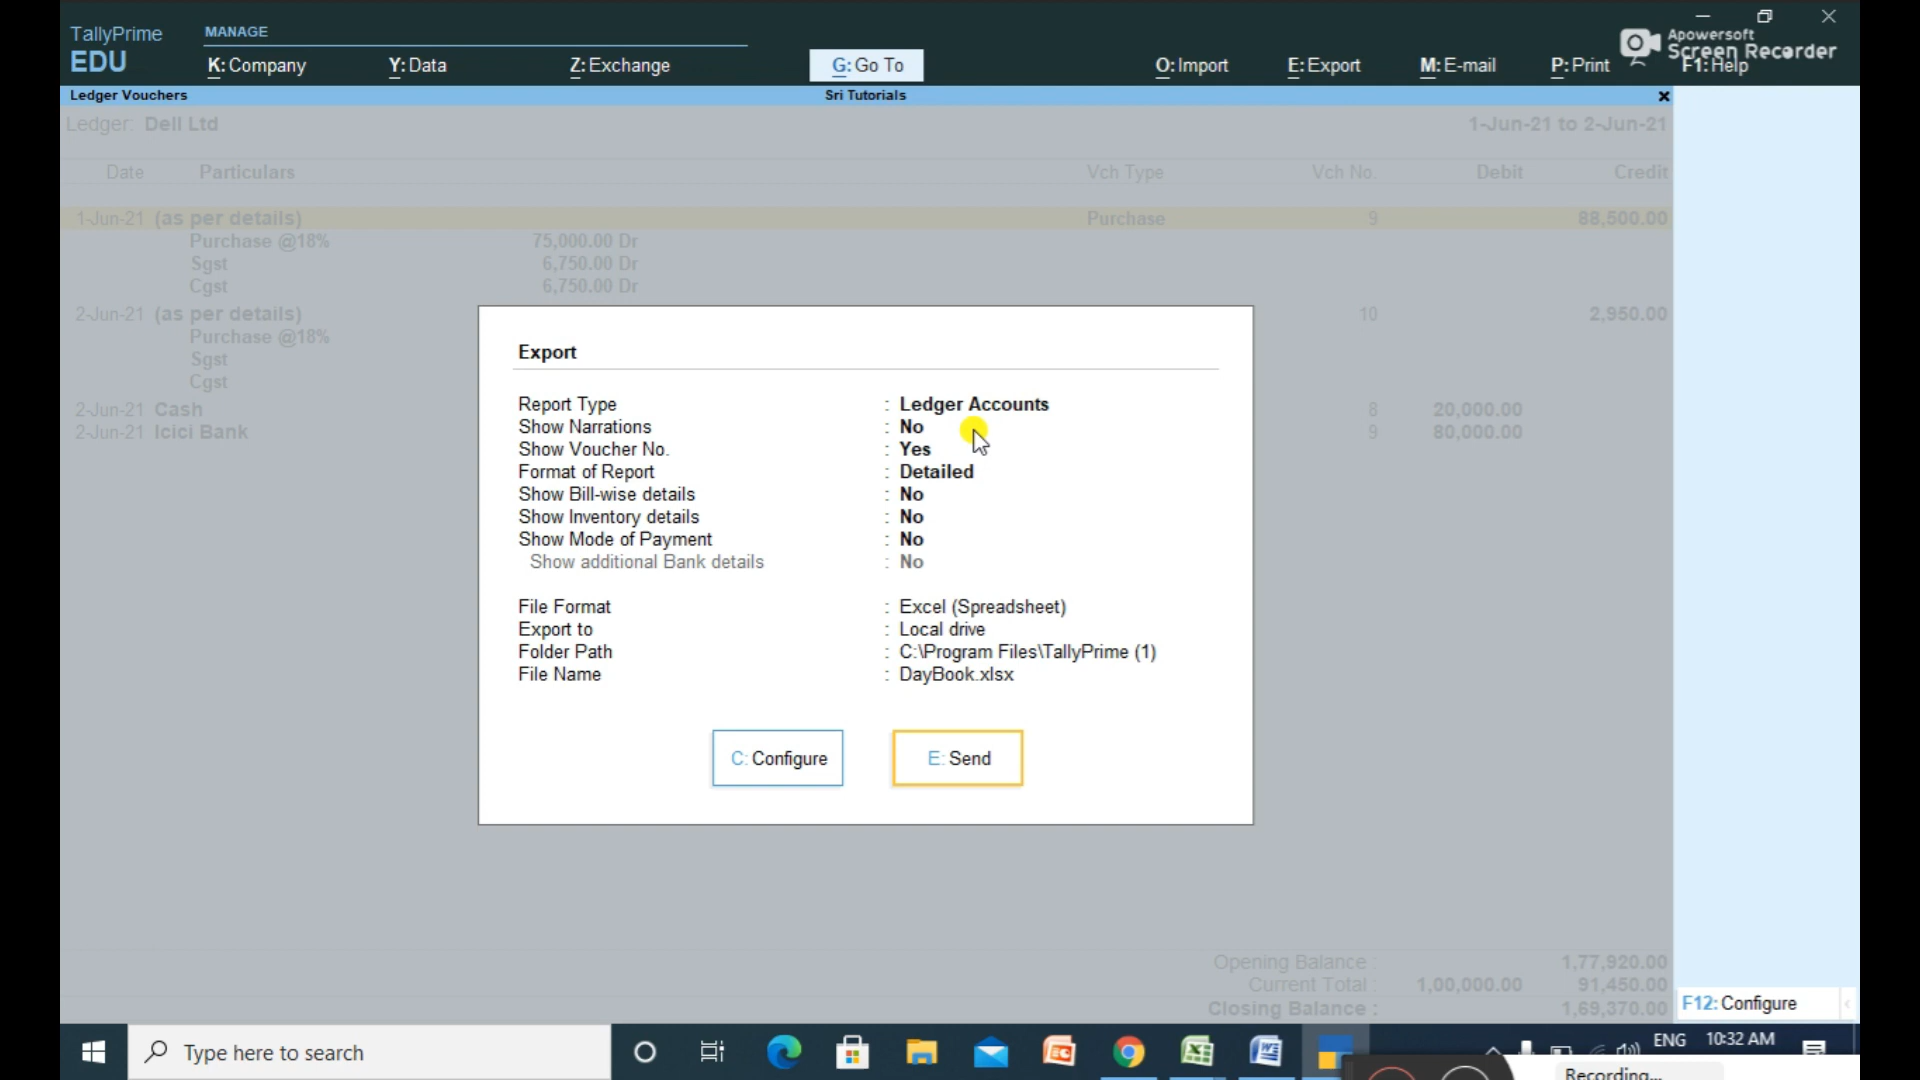 TallyPrime
EDU
MANAGE
K: Company Y: Data Z: Exchange G: Go To O: Import E: Export M: E-mail P: Print F1: Help
Apowersoft
Screen Recorder
Ledger Vouchers Sri Tutorials
Ledger: Dell Ltd 1-Jun-21 to 2-Jun-21
Date Particulars Vch Type Vch No. Debit Credit
1-Jun-21 (as per details) Purchase 9 88,500.00
Purchase @18% 75,000.00 Dr
Sgst 6,750.00 Dr
Cgst 6,750.00 Dr
2-Jun-21 (as per details) 10 2,950.00
Purchase @18%
Sgst
Cgst
2-Jun-21 Cash 8 20,000.00
2-Jun-21 Icici Bank 9 80,000.00
Export
Report Type : Ledger Accounts
Show Narrations : No
Show Voucher No. : Yes
Format of Report : Detailed
Show Bill-wise details : No
Show Inventory details : No
Show Mode of Payment : No
Show additional Bank details : No
File Format : Excel (Spreadsheet)
Export to : Local drive
Folder Path : C:\Program Files\TallyPrime (1)
File Name : DayBook.xlsx
C: Configure E: Send
Opening Balance : 1,77,920.00
Current Total : 1,00,000.00 91,450.00
Closing Balance : 1,69,370.00
F12: Configure
Type here to search
ENG 10:32 AM
Recording...